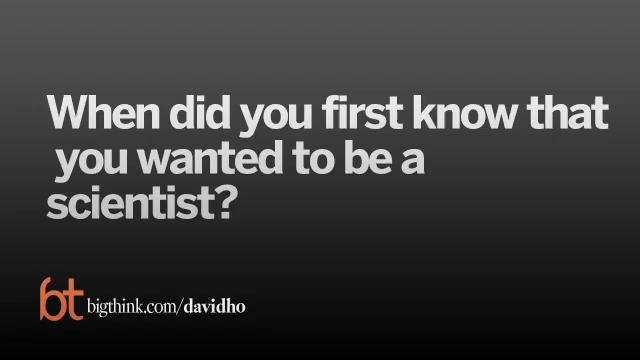 When did you first know that
you wanted to be a
scientist?
bt bigthink.com/davidho